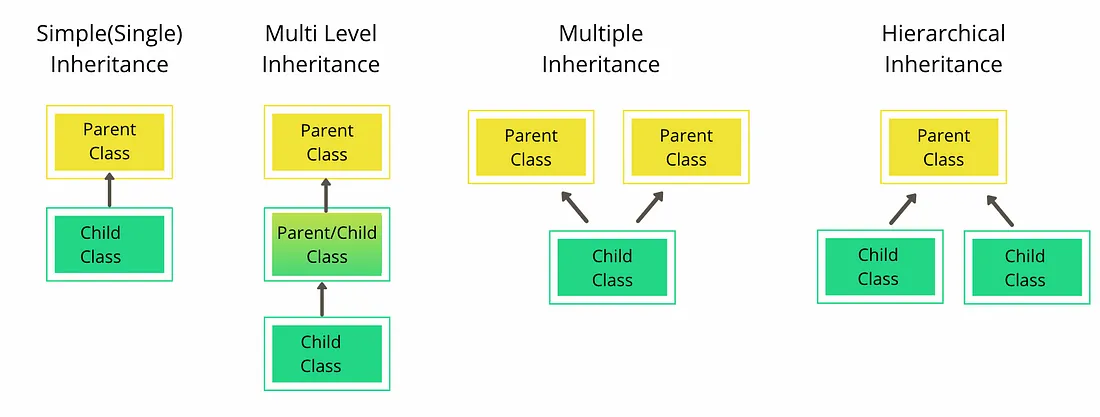 Simple(Single)
Inheritance
Parent
Class
Child
Class
Multi Level
Inheritance
Parent
Class
Parent/Child
Class
Child
Class
Multiple
Inheritance
Parent
Class
Parent
Class
Child
Class
Hierarchical
Inheritance
Parent
Class
Child
Class
Child
Class